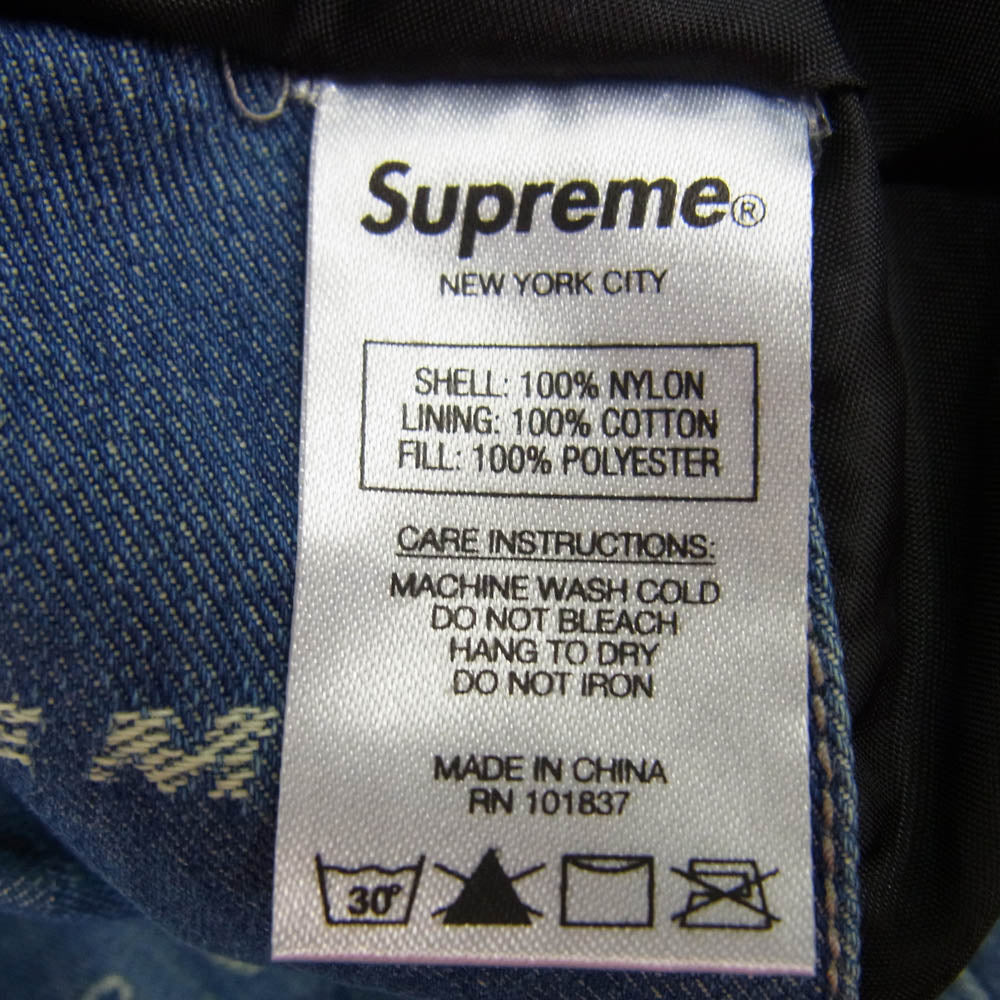 Supreme®
NEW YORK CITY
SHELL: 100% NYLON
LINING: 100% COTTON
FILL: 100% POLYESTER
CARE INSTRUCTIONS:
MACHINE WASH COLD
DO NOT BLEACH
HANG TO DRY
DO NOT IRON
MADE IN CHINA
RN 101837
30°